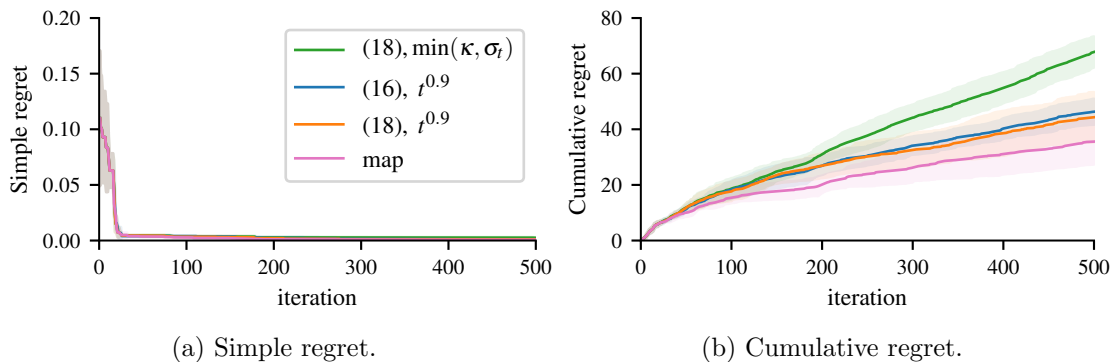 0.20
0.15
0.10
0.05
0.00
Simple regret
0 100 200 300 400 500
iteration
(18), min(κ, σₜ)
(16), t^0.9
(18), t^0.9
map
(a) Simple regret.
80
60
40
20
0
Cumulative regret
0 100 200 300 400 500
iteration
(b) Cumulative regret.